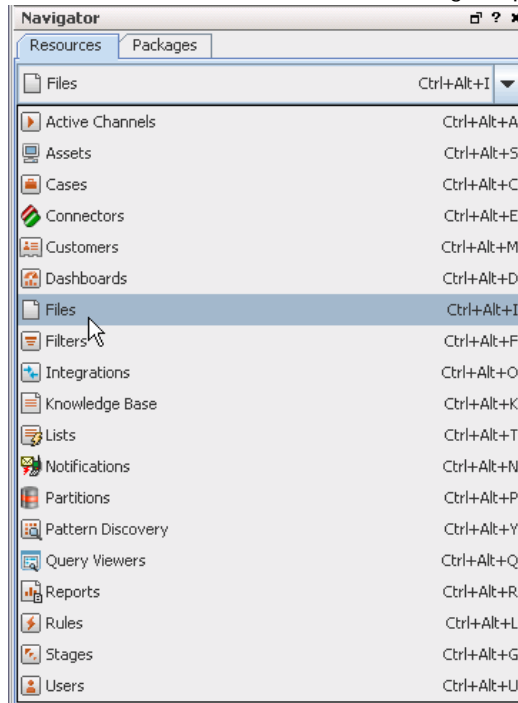 Navigator ? x
Resources Packages
Files Ctrl+Alt+I
Active Channels Ctrl+Alt+A
Assets Ctrl+Alt+S
Cases Ctrl+Alt+C
Connectors Ctrl+Alt+E
Customers Ctrl+Alt+M
Dashboards Ctrl+Alt+D
Files Ctrl+Alt+I
Filters Ctrl+Alt+F
Integrations Ctrl+Alt+O
Knowledge Base Ctrl+Alt+K
Lists Ctrl+Alt+T
Notifications Ctrl+Alt+N
Partitions Ctrl+Alt+P
Pattern Discovery Ctrl+Alt+Y
Query Viewers Ctrl+Alt+Q
Reports Ctrl+Alt+R
Rules Ctrl+Alt+L
Stages Ctrl+Alt+G
Users Ctrl+Alt+U